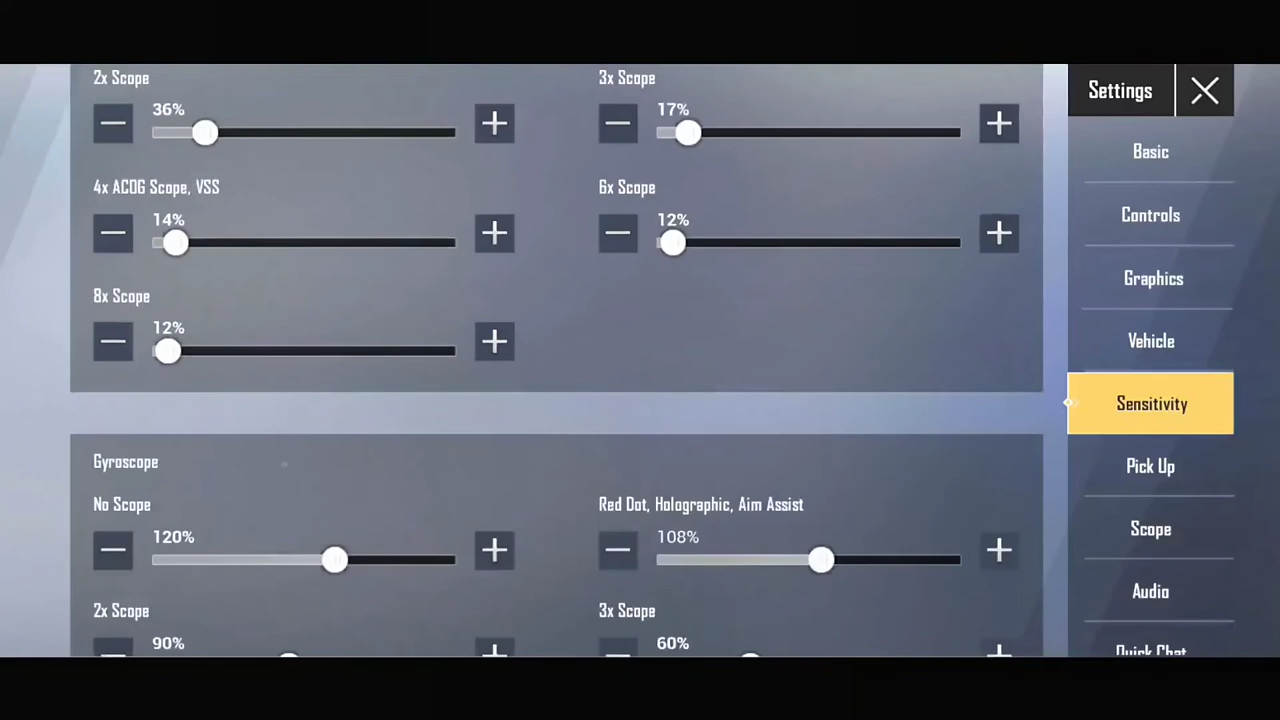 2x Scope
36%
3x Scope
17%
4x ACOG Scope, VSS
14%
6x Scope
12%
8x Scope
12%
Gyroscope
No Scope
120%
Red Dot, Holographic, Aim Assist
108%
2x Scope
90%
3x Scope
60%
Settings
Basic
Controls
Graphics
Vehicle
Sensitivity
Pick Up
Scope
Audio
Quick Chat